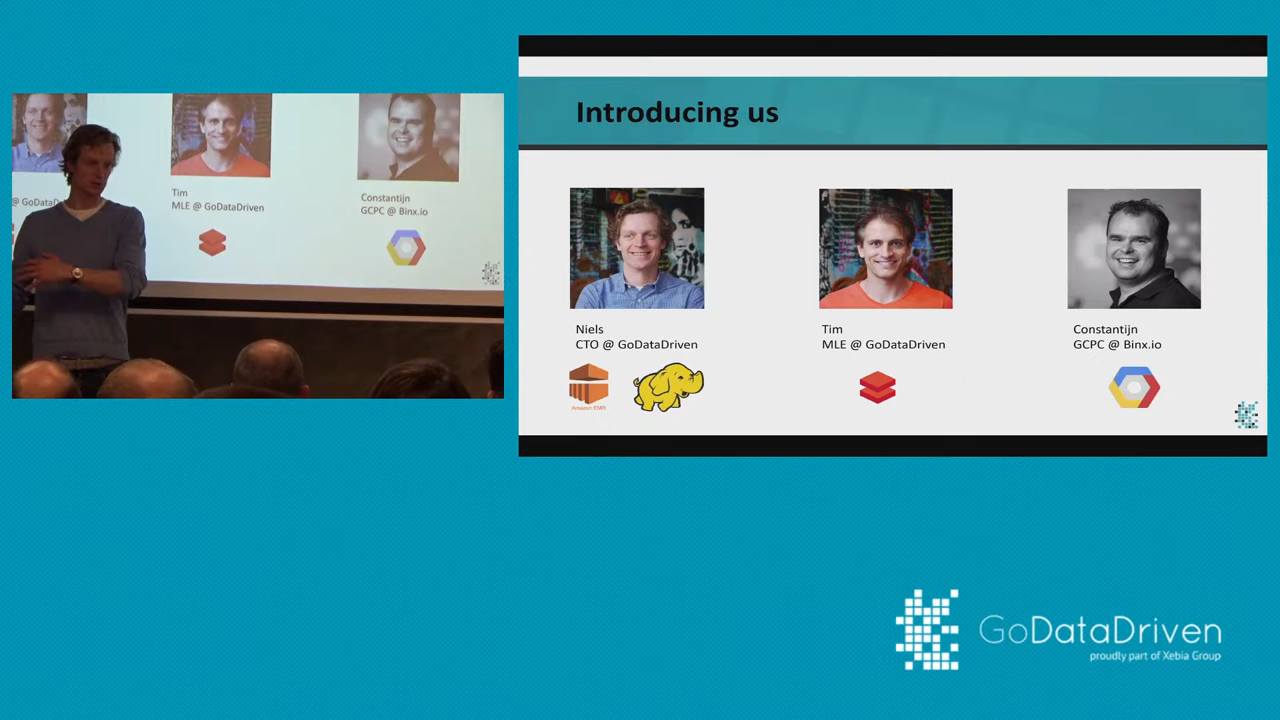 Tim
MLE @ GoDataDriven
Constantijn
GCPC @ Binx.io
Introducing us
Niels
CTO @ GoDataDriven
Amazon EMR
Tim
MLE @ GoDataDriven
Constantijn
GCPC @ Binx.io
GoDataDriven
proudly part of Xebia Group